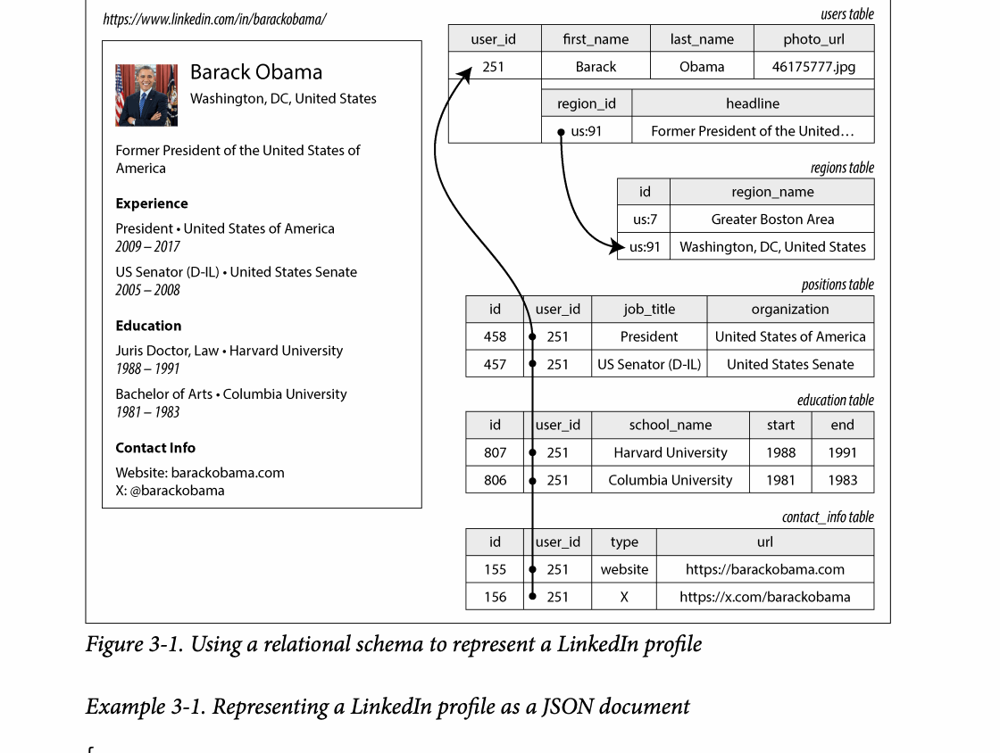 https://www.linkedin.com/in/barackobama/
Barack Obama
Washington, DC, United States
Former President of the United States of
America
Experience
President • United States of America
2009 – 2017
US Senator (D-IL) • United States Senate
2005 – 2008
Education
Juris Doctor, Law • Harvard University
1988 – 1991
Bachelor of Arts • Columbia University
1981 – 1983
Contact Info
Website: barackobama.com
X: @barackobama
users table
user_id first_name last_name photo_url
251 Barack Obama 46175777.jpg
region_id headline
us:91 Former President of the United…
regions table
id region_name
us:7 Greater Boston Area
us:91 Washington, DC, United States
positions table
id user_id job_title organization
458 251 President United States of America
457 251 US Senator (D-IL) United States Senate
education table
id user_id school_name start end
807 251 Harvard University 1988 1991
806 251 Columbia University 1981 1983
contact_info table
id user_id type url
155 251 website https://barackobama.com
156 251 X https://x.com/barackobama
Figure 3-1. Using a relational schema to represent a LinkedIn profile
Example 3-1. Representing a LinkedIn profile as a JSON document
{